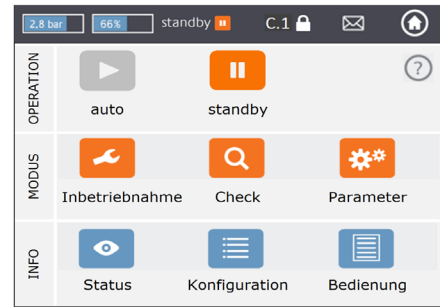 2,8 bar 66% standby C.1
OPERATION
auto standby
?
MODUS
Inbetriebnahme Check Parameter
INFO
Status Konfiguration Bedienung